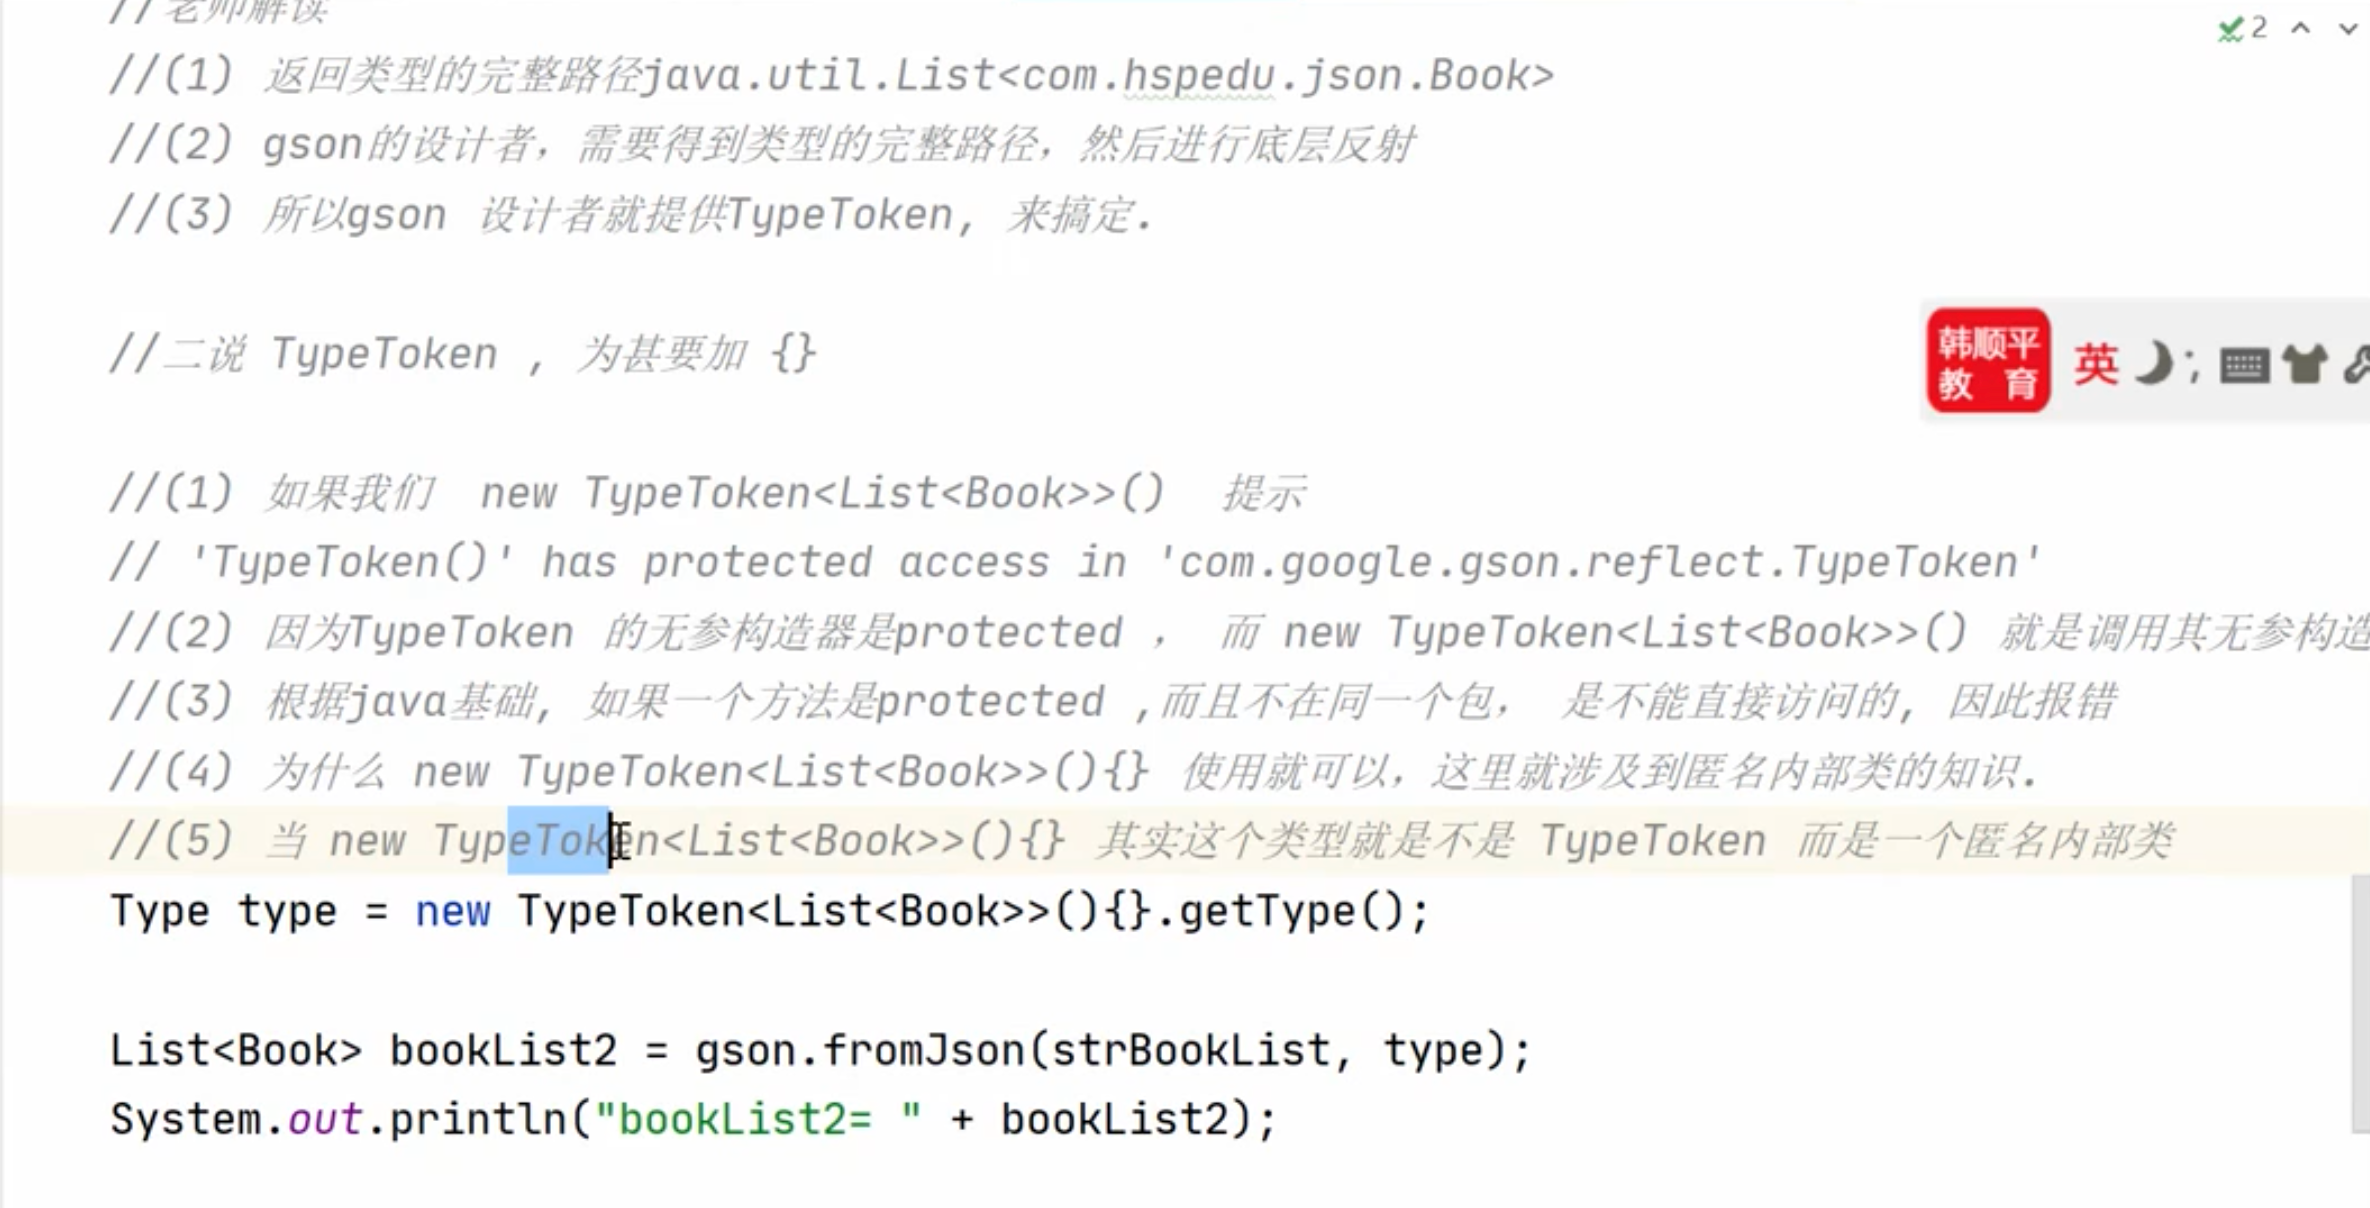 //老师解读
//(1) 返回类型的完整路径java.util.List<com.hspedu.json.Book>
//(2) gson的设计者，需要得到类型的完整路径，然后进行底层反射
//(3) 所以gson 设计者就提供TypeToken, 来搞定.
//二说 TypeToken , 为甚要加 {}
//(1) 如果我们 new TypeToken<List<Book>>() 提示
// 'TypeToken()' has protected access in 'com.google.gson.reflect.TypeToken'
//(2) 因为TypeToken 的无参构造器是protected ， 而 new TypeToken<List<Book>>() 就是调用其无参构造
//(3) 根据java基础, 如果一个方法是protected ,而且不在同一个包， 是不能直接访问的, 因此报错
//(4) 为什么 new TypeToken<List<Book>>(){} 使用就可以，这里就涉及到匿名内部类的知识.
//(5) 当 new TypeToken<List<Book>>(){} 其实这个类型就是不是 TypeToken 而是一个匿名内部类
Type type = new TypeToken<List<Book>>(){}.getType();
List<Book> bookList2 = gson.fromJson(strBookList, type);
System.out.println("bookList2= " + bookList2);
2
韩顺平
教 育
英